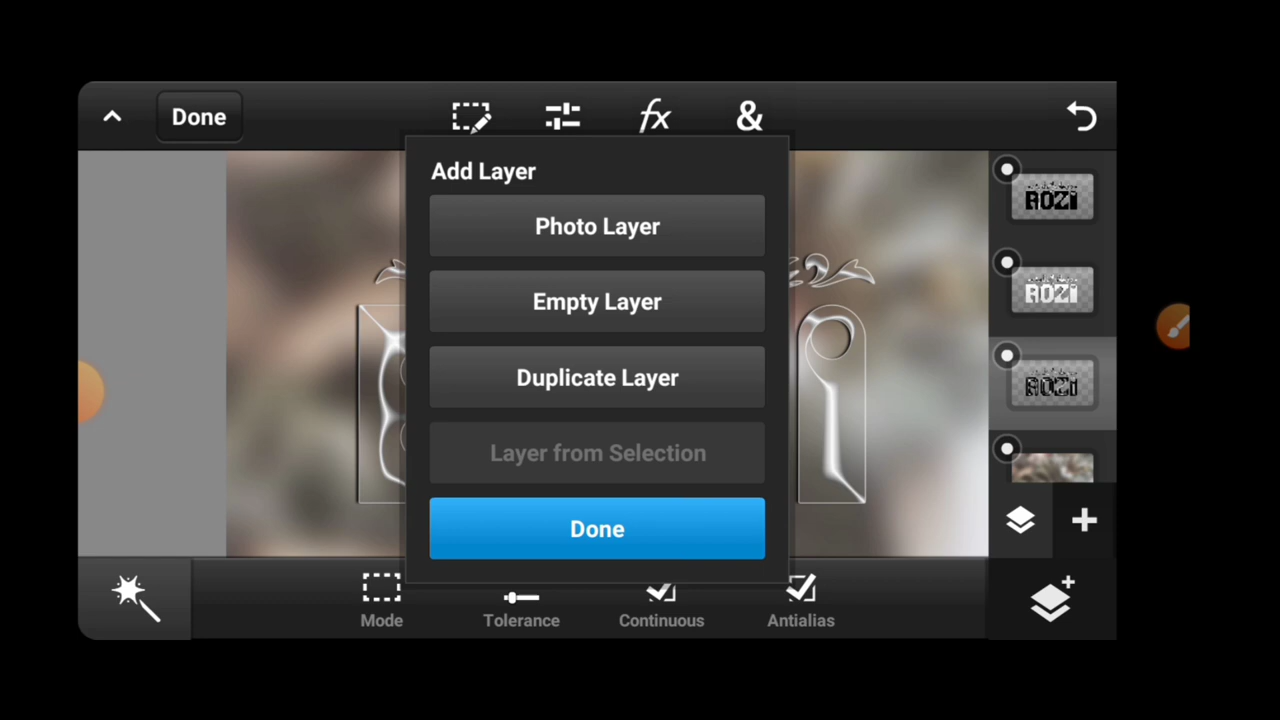 Done
fx
&
Add Layer
Photo Layer
Empty Layer
Duplicate Layer
Layer from Selection
Done
ROZI
ROZI
ROZI
Mode
Tolerance
Continuous
Antialias